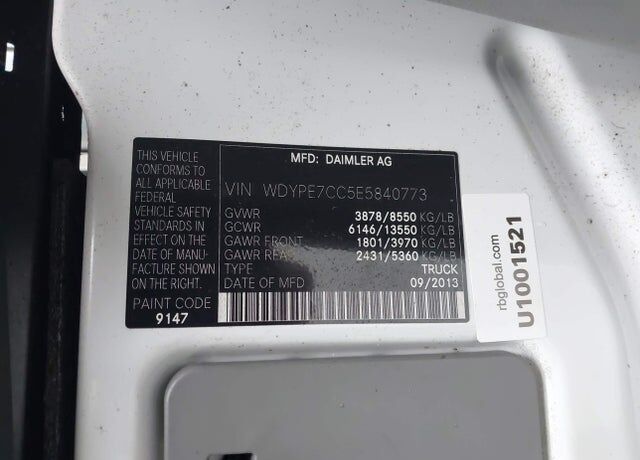 THIS VEHICLE
CONFORMS TO
ALL APPLICABLE
FEDERAL
VEHICLE SAFETY
STANDARDS IN
EFFECT ON THE
DATE OF MANU-
FACTURE SHOWN
ON THE RIGHT.
PAINT CODE
9147
MFD: DAIMLER AG
VIN WDYPE7CC5E5840773
GVWR 3878/8550 KG/LB
GCWR 6146/13550 KG/LB
GAWR FRONT 1801/3970 KG/LB
GAWR REAR 2431/5360 KG/LB
TYPE TRUCK
DATE OF MFD 09/2013
rbglobal.com
U1001521